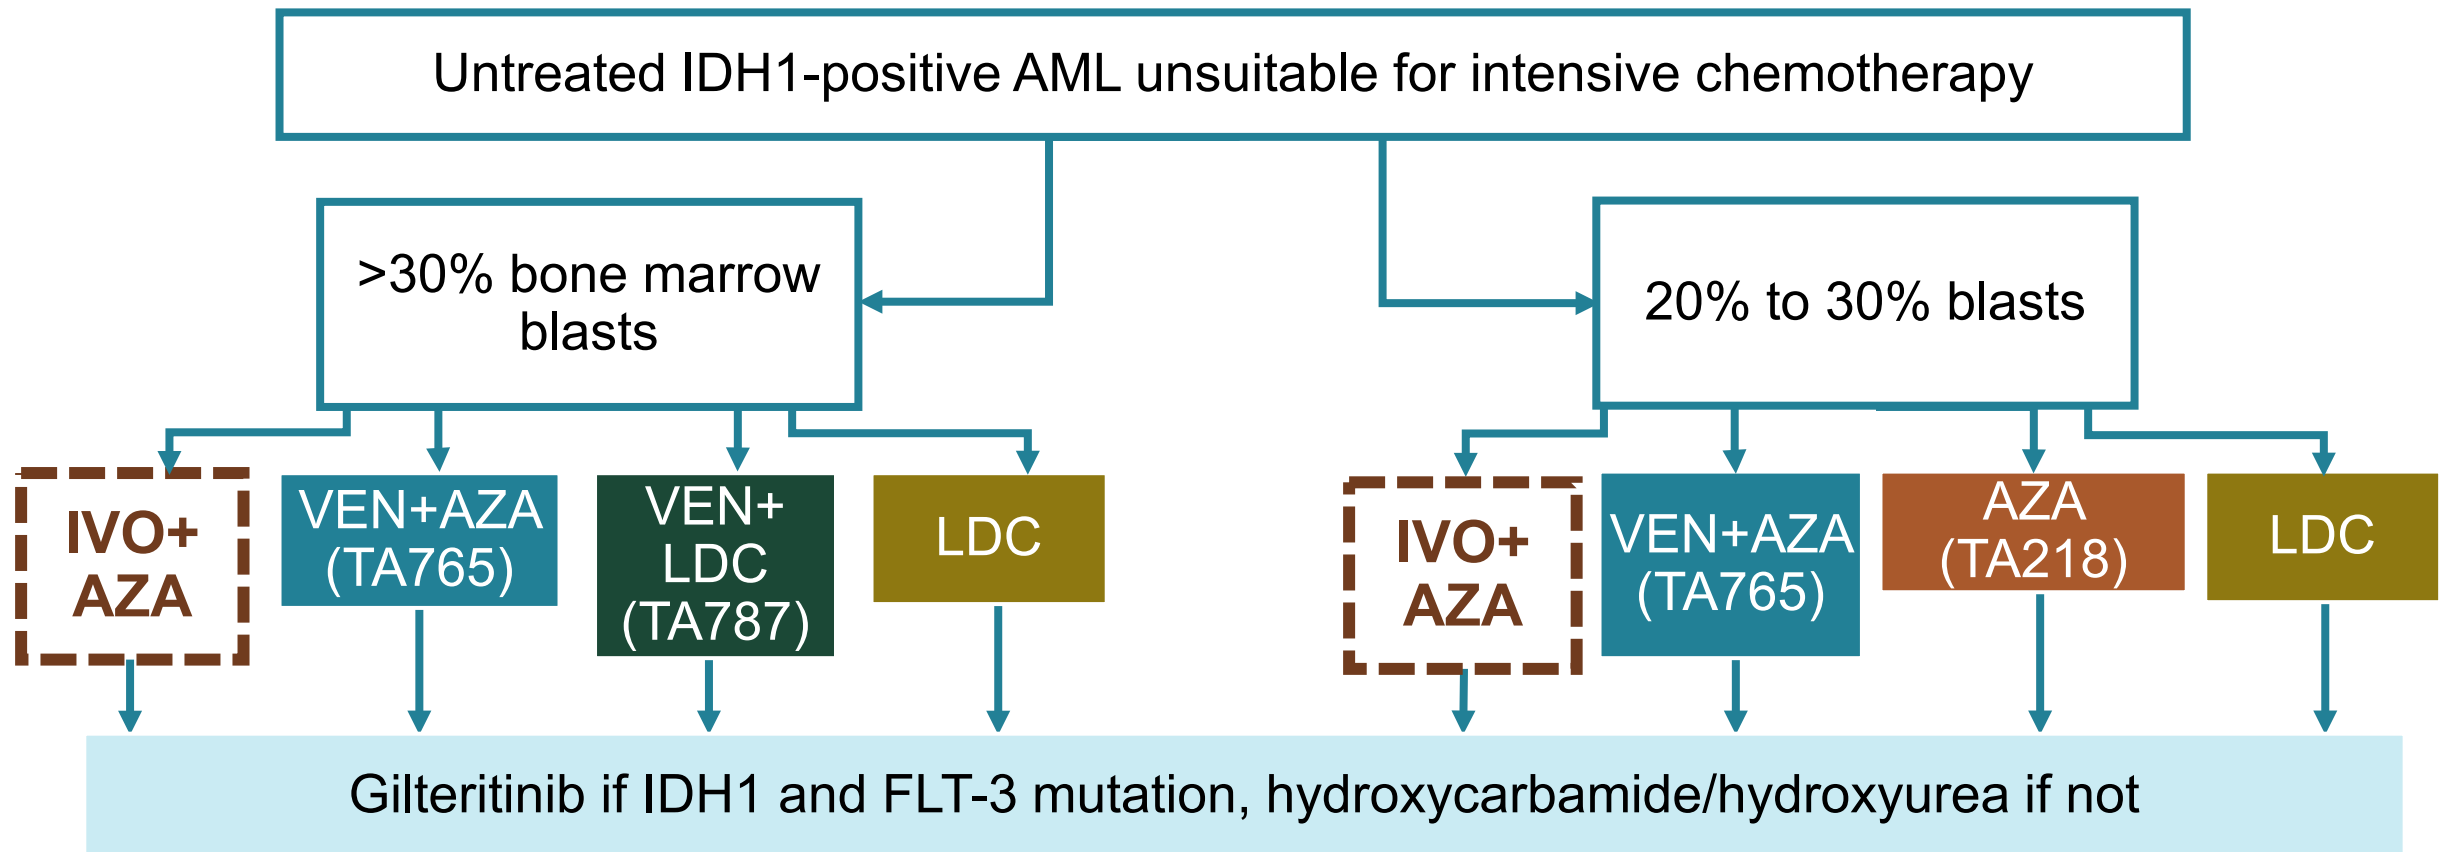 Untreated IDH1-positive AML unsuitable for intensive chemotherapy
>30% bone marrow
blasts
20% to 30% blasts
IVO+
AZA
VEN+AZA
(TA765)
VEN+
LDC
(TA787)
LDC
IVO+
AZA
VEN+AZA
(TA765)
AZA
(TA218)
LDC
Gilteritinib if IDH1 and FLT-3 mutation, hydroxycarbamide/hydroxyurea if not